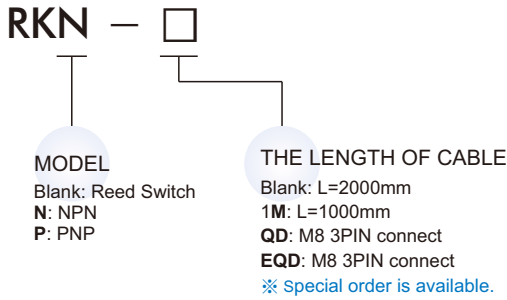 RKN – □
MODEL
Blank: Reed Switch
N: NPN
P: PNP
THE LENGTH OF CABLE
Blank: L=2000mm
1M: L=1000mm
QD: M8 3PIN connect
EQD: M8 3PIN connect
※ Special order is available.